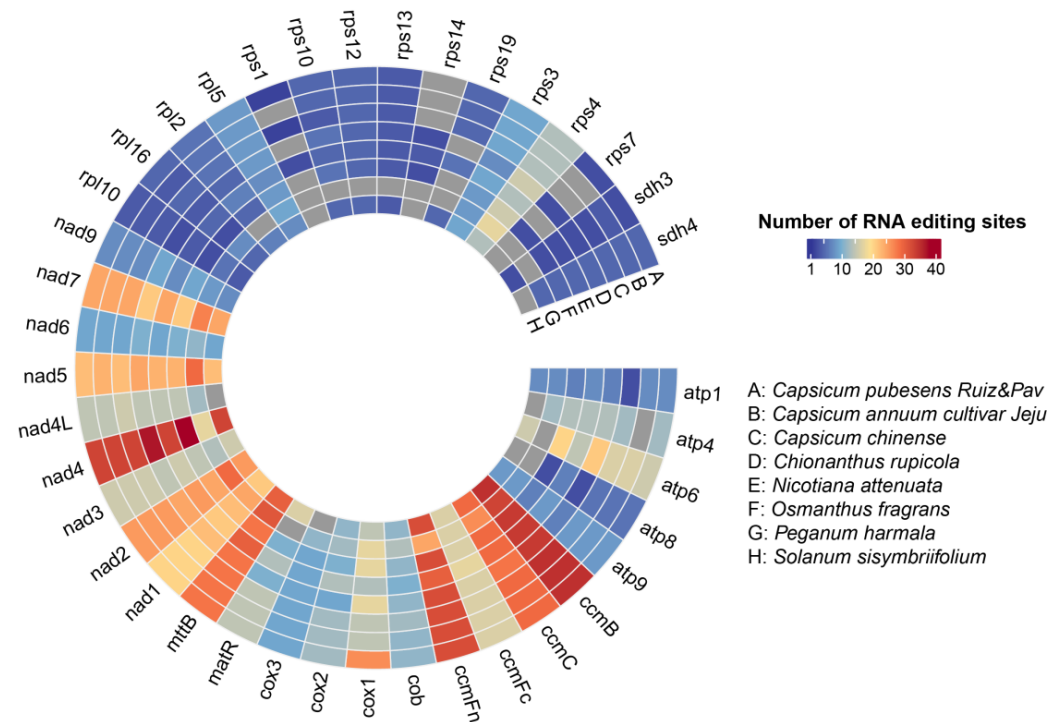 rps1
rps10
rps12
rps13
rps14
rps19
rps3
rps4
rps7
sdh3
sdh4
rpl5
rpl2
rpl16
rpl10
nad9
nad7
nad6
nad5
nad4L
nad4
nad3
nad2
nad1
mttB
matR
cox3
cox2
cox1
cob
ccmFn
ccmFc
ccmC
ccmB
atp9
atp8
atp6
atp4
atp1
A
B
C
D
E
F
G
H
Number of RNA editing sites
1 10 20 30 40
A: Capsicum pubesens Ruiz&Pav
B: Capsicum annuum cultivar Jeju
C: Capsicum chinense
D: Chionanthus rupicola
E: Nicotiana attenuata
F: Osmanthus fragrans
G: Peganum harmala
H: Solanum sisymbriifolium